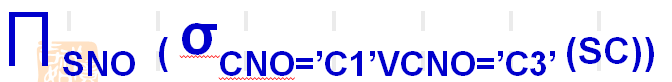 ∏ SNO ( σ CNO=’C1’VCNO=’C3’ (SC))